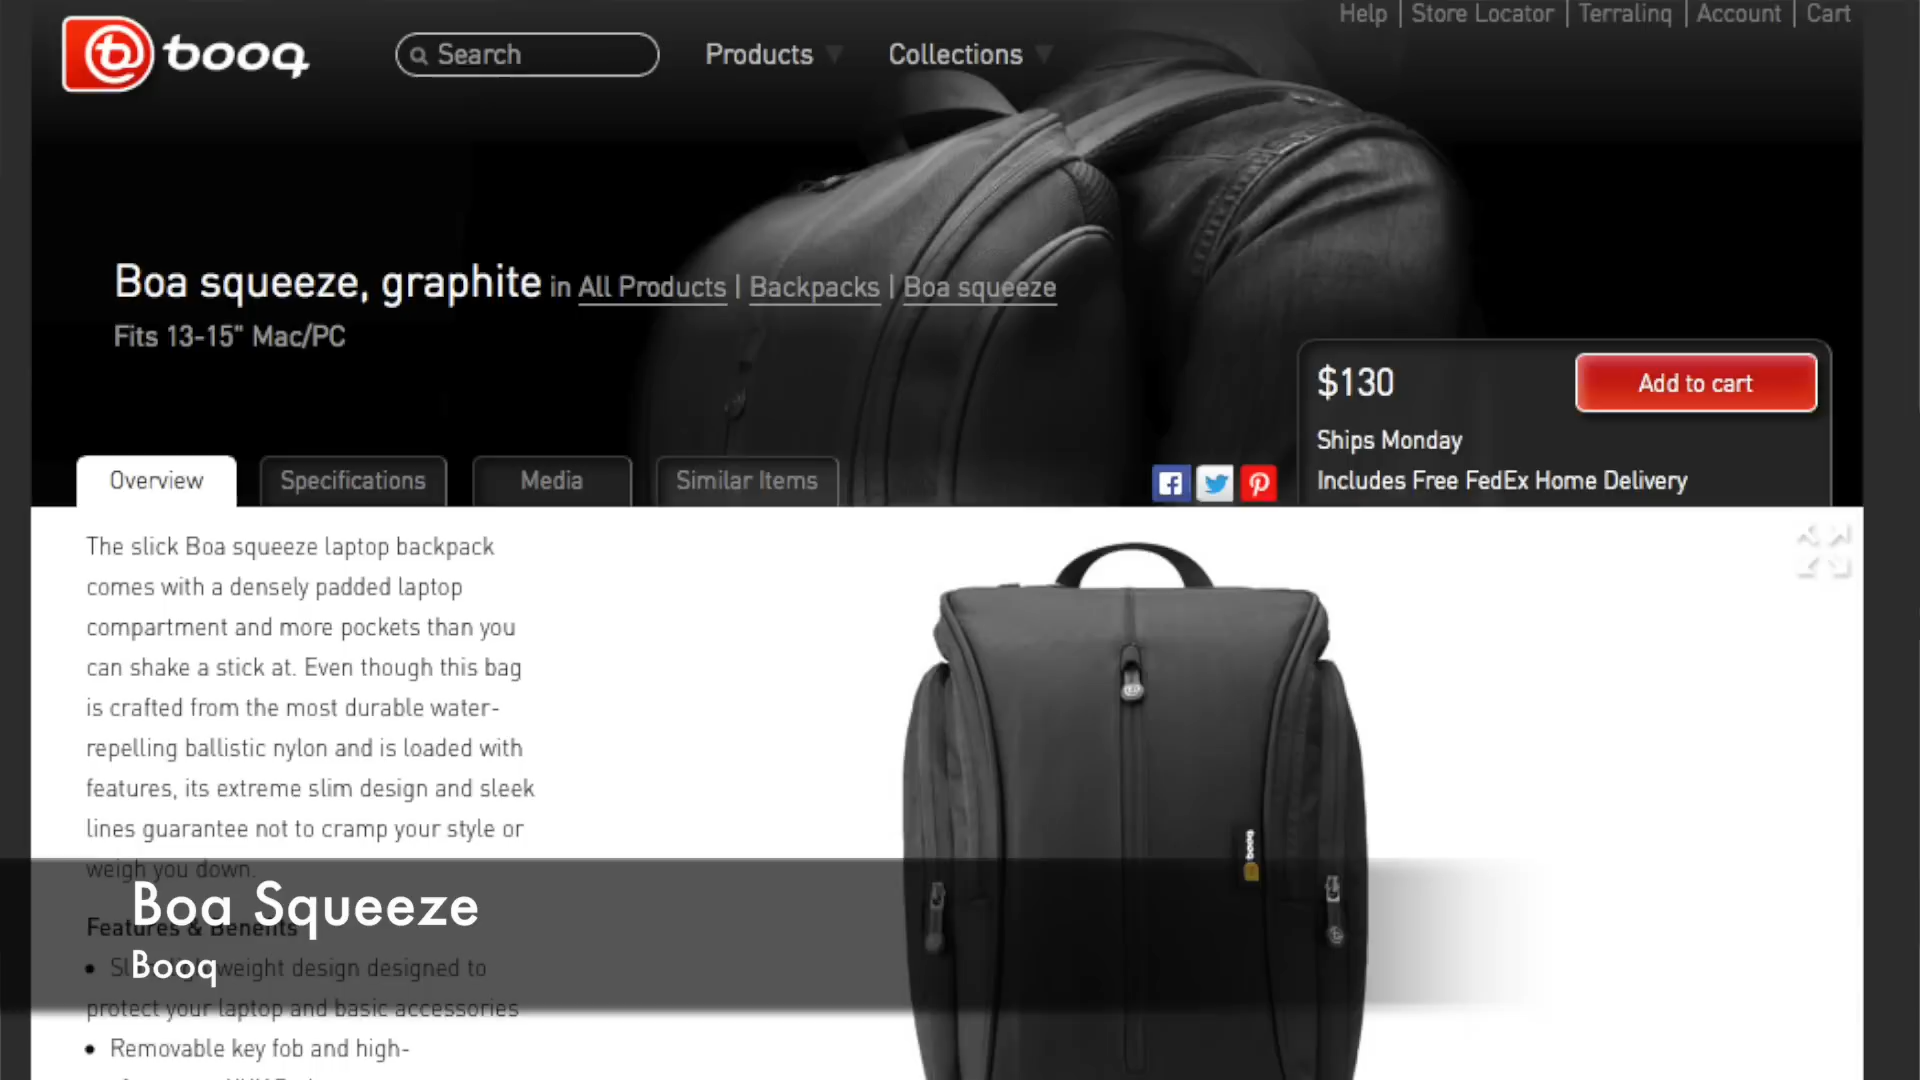 Help | Store Locator | Terralinq | Account | Cart
booq
Search
Products
Collections
Boa squeeze, graphite in All Products | Backpacks | Boa squeeze
Fits 13-15" Mac/PC
$130
Add to cart
Ships Monday
Includes Free FedEx Home Delivery
Overview
Specifications
Media
Similar Items
The slick Boa squeeze laptop backpack
comes with a densely padded laptop
compartment and more pockets than you
can shake a stick at. Even though this bag
is crafted from the most durable water-
repelling ballistic nylon and is loaded with
features, its extreme slim design and sleek
lines guarantee not to cramp your style or
weigh you down.
booq
Boa Squeeze
Features & Benefits
Booq
weight design designed to
protect your laptop and basic accessories
• Removable key fob and high-